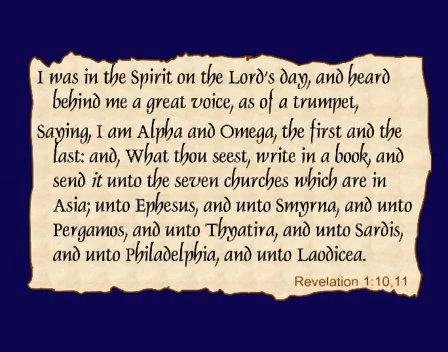 I was in the Spirit on the Lord's day, and heard
behind me a great voice, as of a trumpet,
Saying, I am Alpha and Omega, the first and the
last: and, What thou seest, write in a book, and
send it unto the seven churches which are in
Asia; unto Ephesus, and unto Smyrna, and unto
Pergamos, and unto Thyatira, and unto Sardis,
and unto Philadelphia, and unto Laodicea.
Revelation 1:10,11